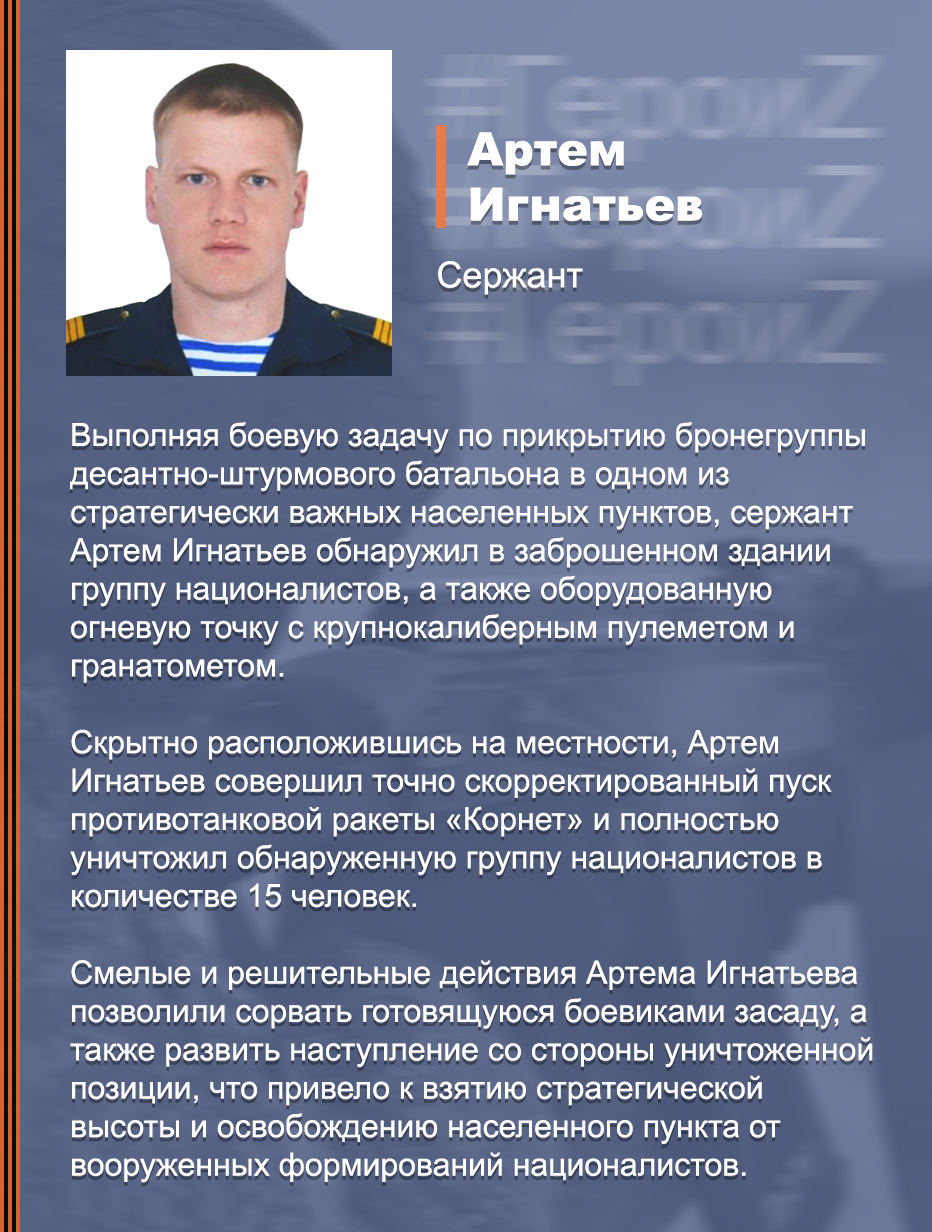 #ГероиZ
Артем
#ГероиZ
Игнатьев
Сержант
#ГероиZ
Выполняя боевую задачу по прикрытию бронегруппы
десантно-штурмового батальона в одном из
стратегически важных населенных пунктов, сержант
Артем Игнатьев обнаружил в заброшенном здании
группу националистов, а также оборудованную
огневую точку с крупнокалиберным пулеметом и
гранатометом.
Скрытно расположившись на местности, Артем
Игнатьев совершил точно скорректированный пуск
противотанковой ракеты «Корнет» и полностью
уничтожил обнаруженную группу националистов в
количестве 15 человек.
Смелые и решительные действия Артема Игнатьева
позволили сорвать готовящуюся боевиками засаду, а
также развить наступление со стороны уничтоженной
позиции, что привело к взятию стратегической
высоты и освобождению населенного пункта от
вооруженных формирований националистов.